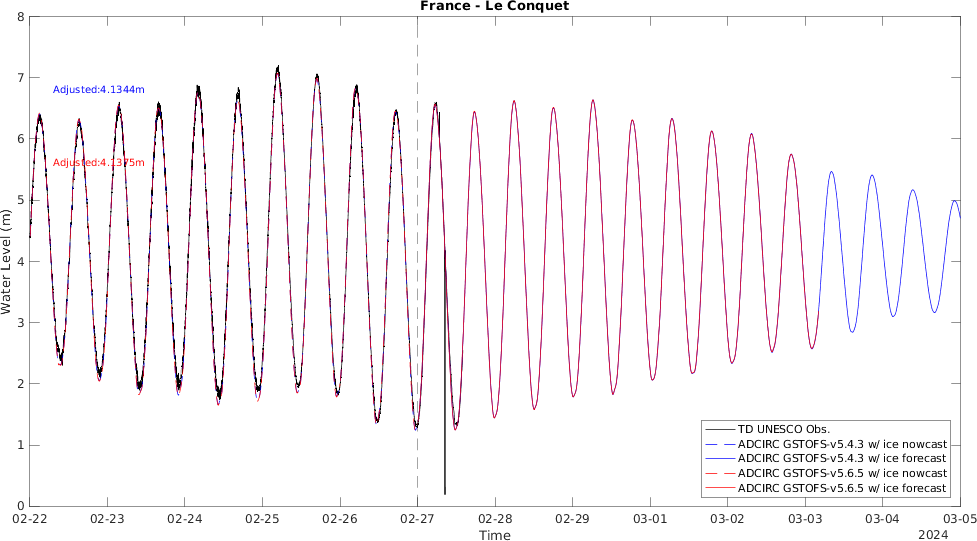 France - Le Conquet
8
7
6
5
4
3
2
1
0
Water Level (m)
Adjusted:4.1344m
Adjusted:4.1375m
TD UNESCO Obs.
ADCIRC GSTOFS-v5.4.3 w/ ice nowcast
ADCIRC GSTOFS-v5.4.3 w/ ice forecast
ADCIRC GSTOFS-v5.6.5 w/ ice nowcast
ADCIRC GSTOFS-v5.6.5 w/ ice forecast
02-22 02-23 02-24 02-25 02-26 02-27 02-28 02-29 03-01 03-02 03-03 03-04 03-05
Time
2024